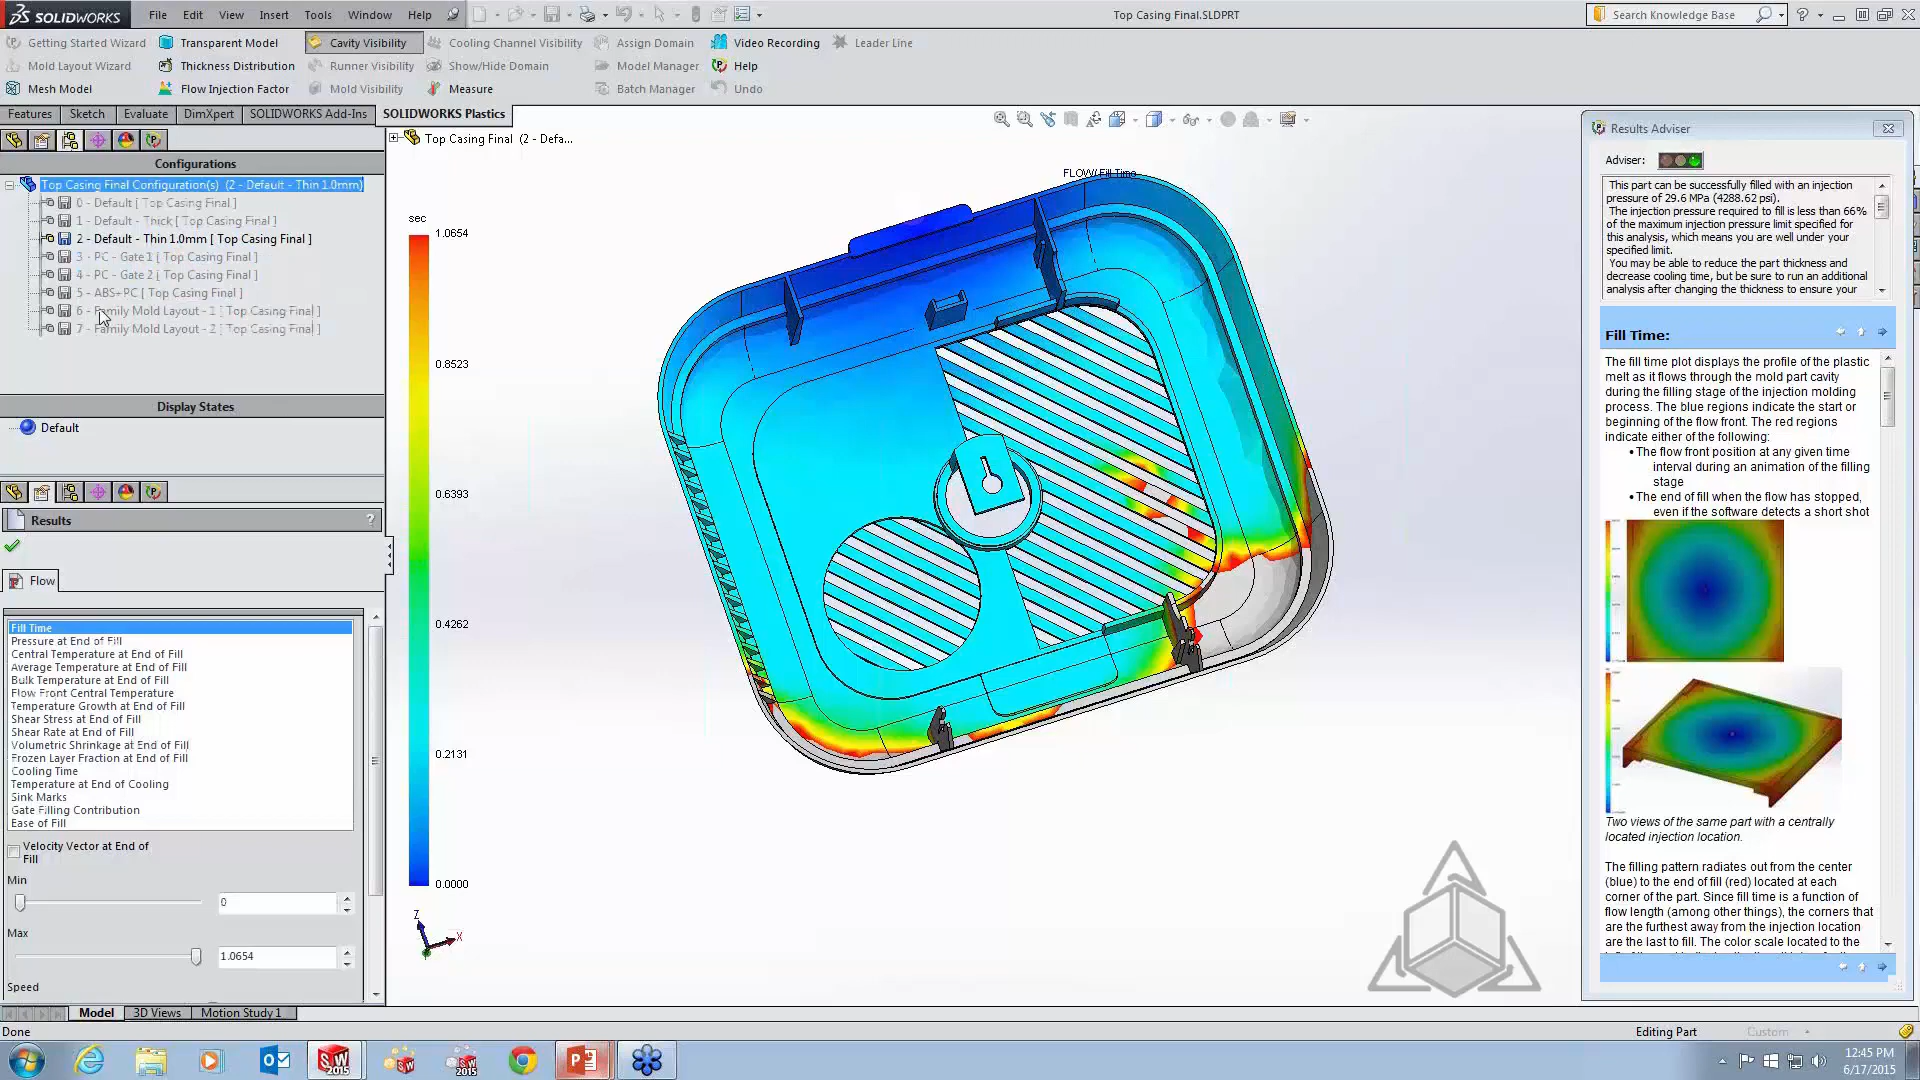 SOLIDWORKS
File Edit View Insert Tools Window Help
Top Casing Final.SLDPRT
Search Knowledge Base
Getting Started Wizard Transparent Model Cavity Visibility Cooling Channel Visibility Assign Domain Video Recording Leader Line
Mold Layout Wizard Thickness Distribution Runner Visibility Show/Hide Domain Model Manager Help
Mesh Model Flow Injection Factor Mold Visibility Measure Batch Manager Undo
Features Sketch Evaluate DimXpert SOLIDWORKS Add-Ins SOLIDWORKS Plastics
Configurations
Top Casing Final Configuration(s) (2 - Default - Thin 1.0mm)
0 - Default [ Top Casing Final ]
1 - Default - Thick [ Top Casing Final ]
2 - Default - Thin 1.0mm [ Top Casing Final ]
3 - PC - Gate 1 [ Top Casing Final ]
4 - PC - Gate 2 [ Top Casing Final ]
5 - ABS+PC [ Top Casing Final ]
6 - Family Mold Layout - 1 [ Top Casing Final ]
7 - Family Mold Layout - 2 [ Top Casing Final ]
Display States
Default
Results ?
Flow
Fill Time
Pressure at End of Fill
Central Temperature at End of Fill
Average Temperature at End of Fill
Bulk Temperature at End of Fill
Flow Front Central Temperature
Temperature Growth at End of Fill
Shear Stress at End of Fill
Shear Rate at End of Fill
Volumetric Shrinkage at End of Fill
Frozen Layer Fraction at End of Fill
Cooling Time
Temperature at End of Cooling
Sink Marks
Gate Filling Contribution
Ease of Fill
Velocity Vector at End of
Fill
Min
0
Max
1.0654
Speed
Top Casing Final (2 - Defa...
FLOW/ Fill Time
sec
1.0654
0.8523
0.6393
0.4262
0.2131
0.0000
Z
X
Results Adviser
Adviser:
This part can be successfully filled with an injection
pressure of 29.6 MPa (4288.62 psi).
The injection pressure required to fill is less than 66%
of the maximum injection pressure limit specified for
this analysis, which means you are well under your
specified limit.
You may be able to reduce the part thickness and
decrease cooling time, but be sure to run an additional
analysis after changing the thickness to ensure your
Fill Time:
The fill time plot displays the profile of the plastic
melt as it flows through the mold part cavity
during the filling stage of the injection molding
process. The blue regions indicate the start or
beginning of the flow front. The red regions
indicate either of the following:
• The flow front position at any given time
interval during an animation of the filling
stage
• The end of fill when the flow has stopped,
even if the software detects a short shot
Two views of the same part with a centrally
located injection location.
The filling pattern radiates out from the center
(blue) to the end of fill (red) located at each
corner of the part. Since fill time is a function of
flow length (among other things), the corners that
are the furthest away from the injection location
are the last to fill. The color scale located to the
Model 3D Views Motion Study 1
Done
Editing Part
Custom
12:45 PM
6/17/2015